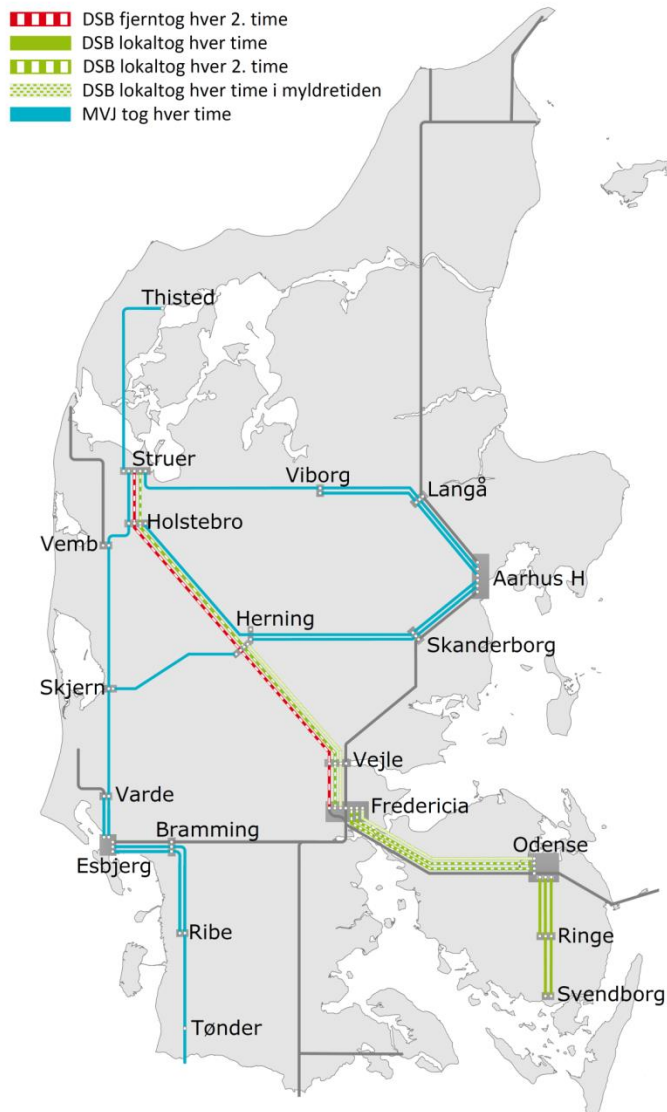 DSB fjerntog hver 2. time
DSB lokaltog hver time
DSB lokaltog hver 2. time
DSB lokaltog hver time i myldretiden
MVJ tog hver time
Thisted
Struer
Viborg
Langå
Holstebro
Vemb
Aarhus H
Herning
Skanderborg
Skjern
Vejle
Varde
Fredericia
Bramming
Odense
Esbjerg
Ribe
Ringe
Svendborg
Tønder